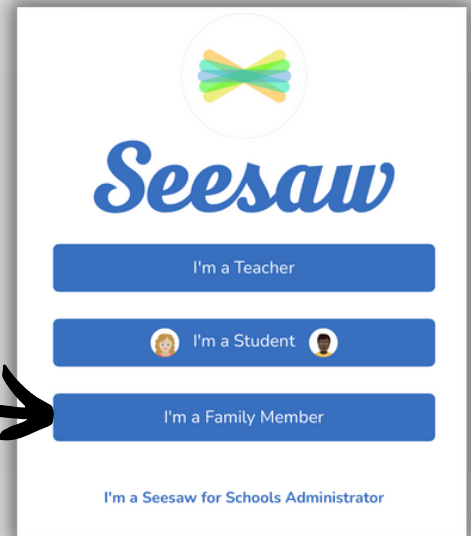 Seesaw
I'm a Teacher
I'm a Student
I'm a Family Member
I'm a Seesaw for Schools Administrator